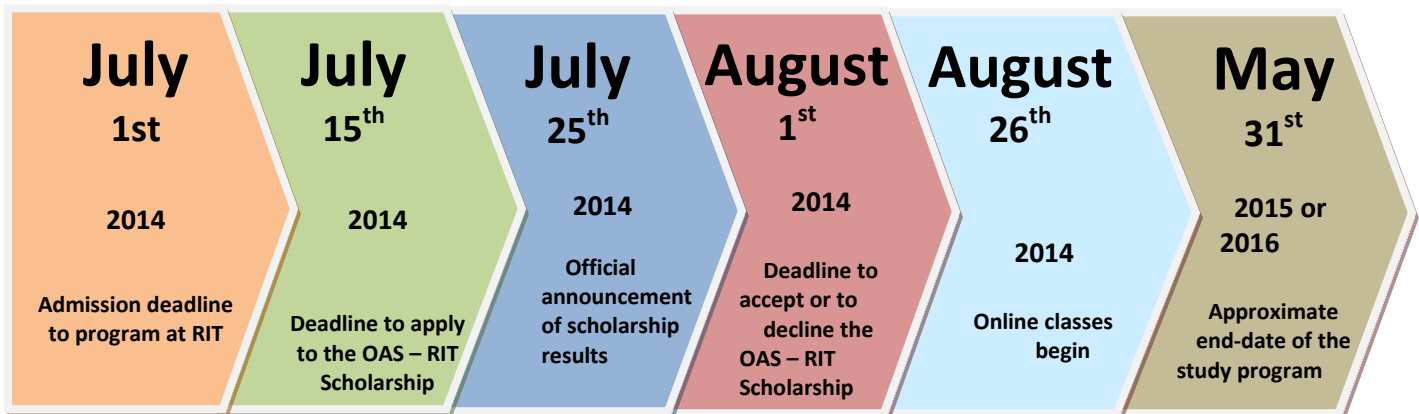 July
1st
2014
Admission deadline
to program at RIT
July
15th
2014
Deadline to apply
to the OAS – RIT
Scholarship
July
25th
2014
Official
announcement
of scholarship
results
August
1st
2014
Deadline to
accept or to
decline the
OAS – RIT
Scholarship
August
26th
2014
Online classes
begin
May
31st
2015 or
2016
Approximate
end-date of the
study program